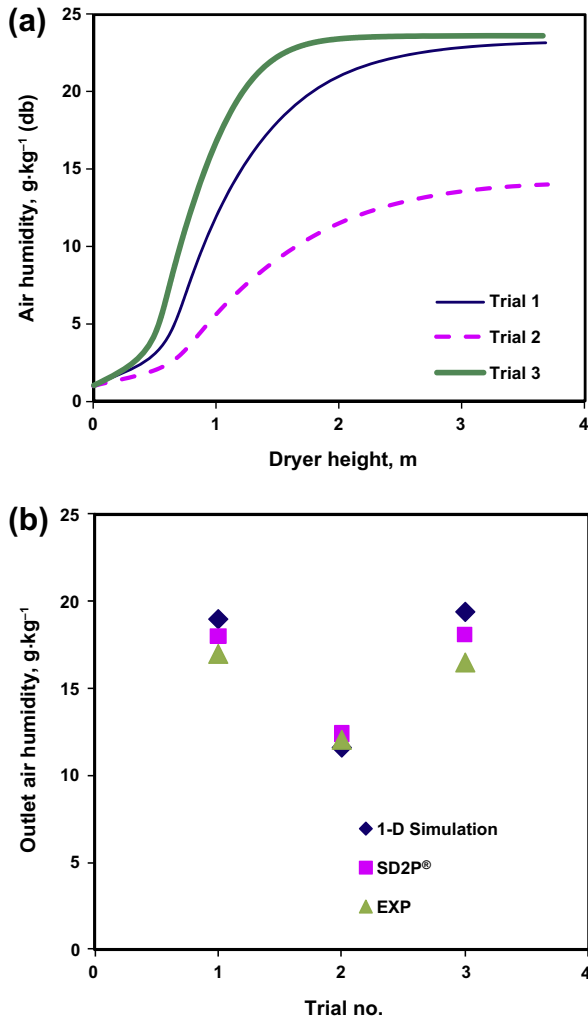 (a)
25
20
15
10
5
0
0 1 2 3 4
Air humidity, g·kg⁻¹ (db)
Dryer height, m
Trial 1
Trial 2
Trial 3
(b)
25
20
15
10
5
0
0 1 2 3 4
Outlet air humidity, g·kg⁻¹
Trial no.
1-D Simulation
SD2P®
EXP